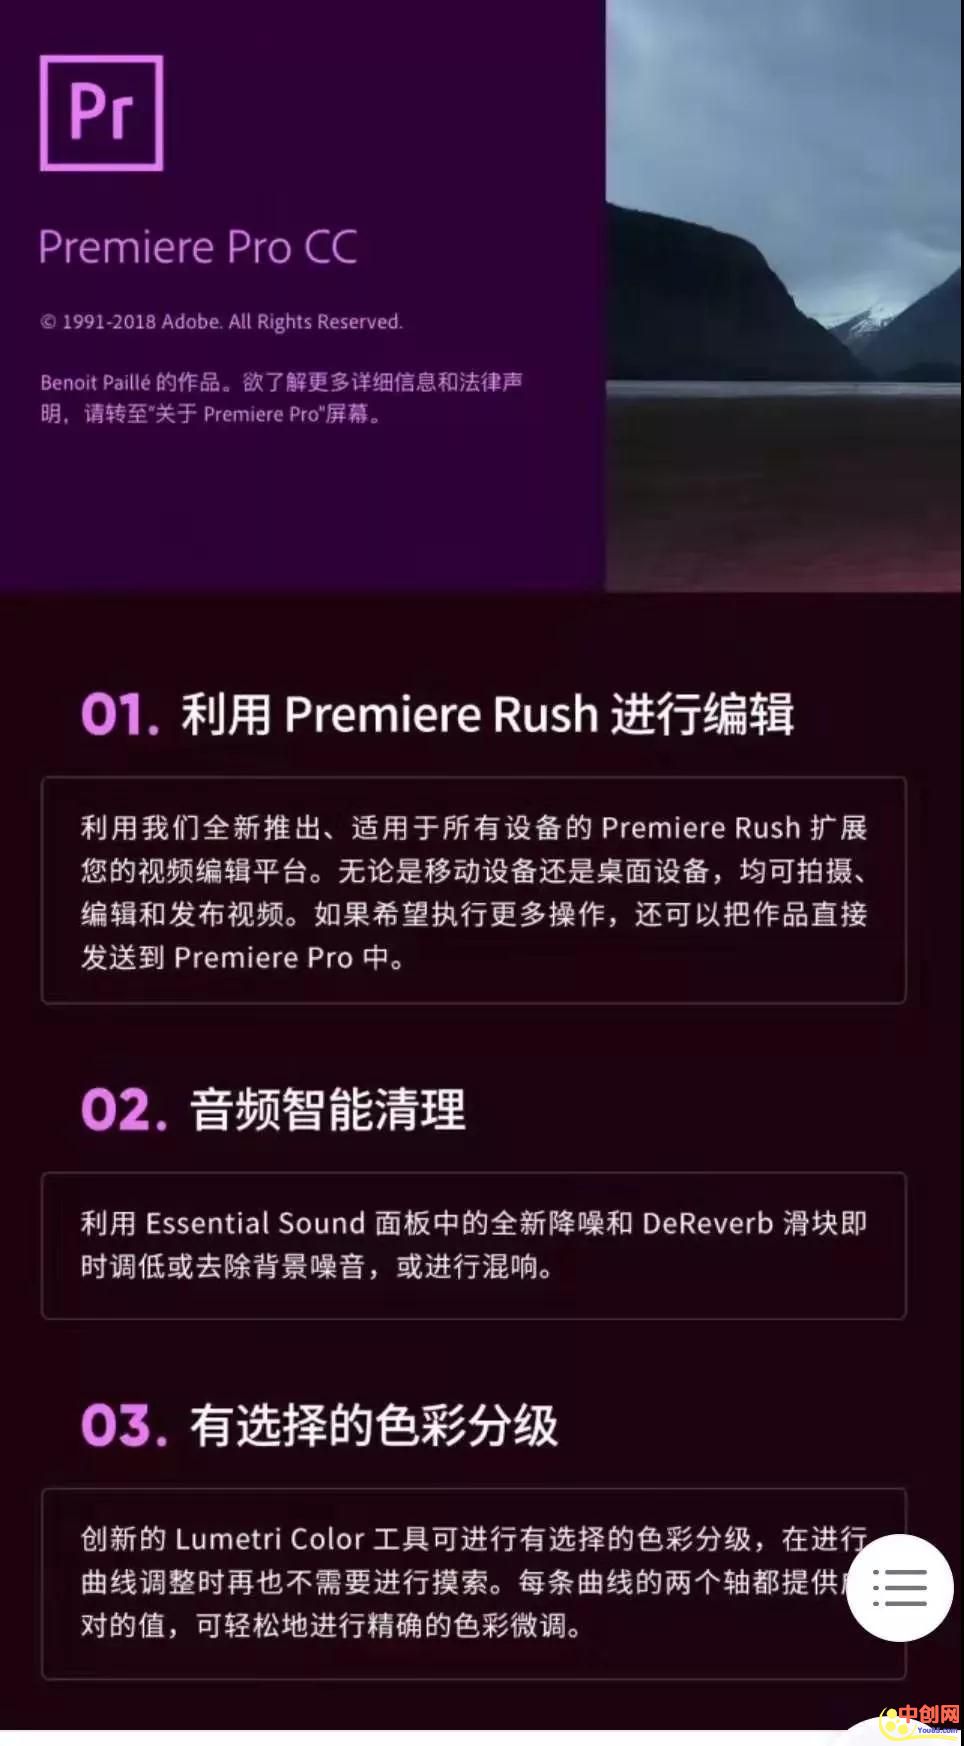 Pr
Premiere Pro CC
© 1991-2018 Adobe. All Rights Reserved.
Benoit Paillé 的作品。欲了解更多详细信息和法律声
明，请转至“关于 Premiere Pro”屏幕。
01. 利用 Premiere Rush 进行编辑
利用我们全新推出、适用于所有设备的 Premiere Rush 扩展
您的视频编辑平台。无论是移动设备还是桌面设备，均可拍摄、
编辑和发布视频。如果希望执行更多操作，还可以把作品直接
发送到 Premiere Pro 中。
02. 音频智能清理
利用 Essential Sound 面板中的全新降噪和 DeReverb 滑块即
时调低或去除背景噪音，或进行混响。
03. 有选择的色彩分级
创新的 Lumetri Color 工具可进行有选择的色彩分级，在进行
曲线调整时再也不需要进行摸索。每条曲线的两个轴都提供
对的值，可轻松地进行精确的色彩微调。
中创网